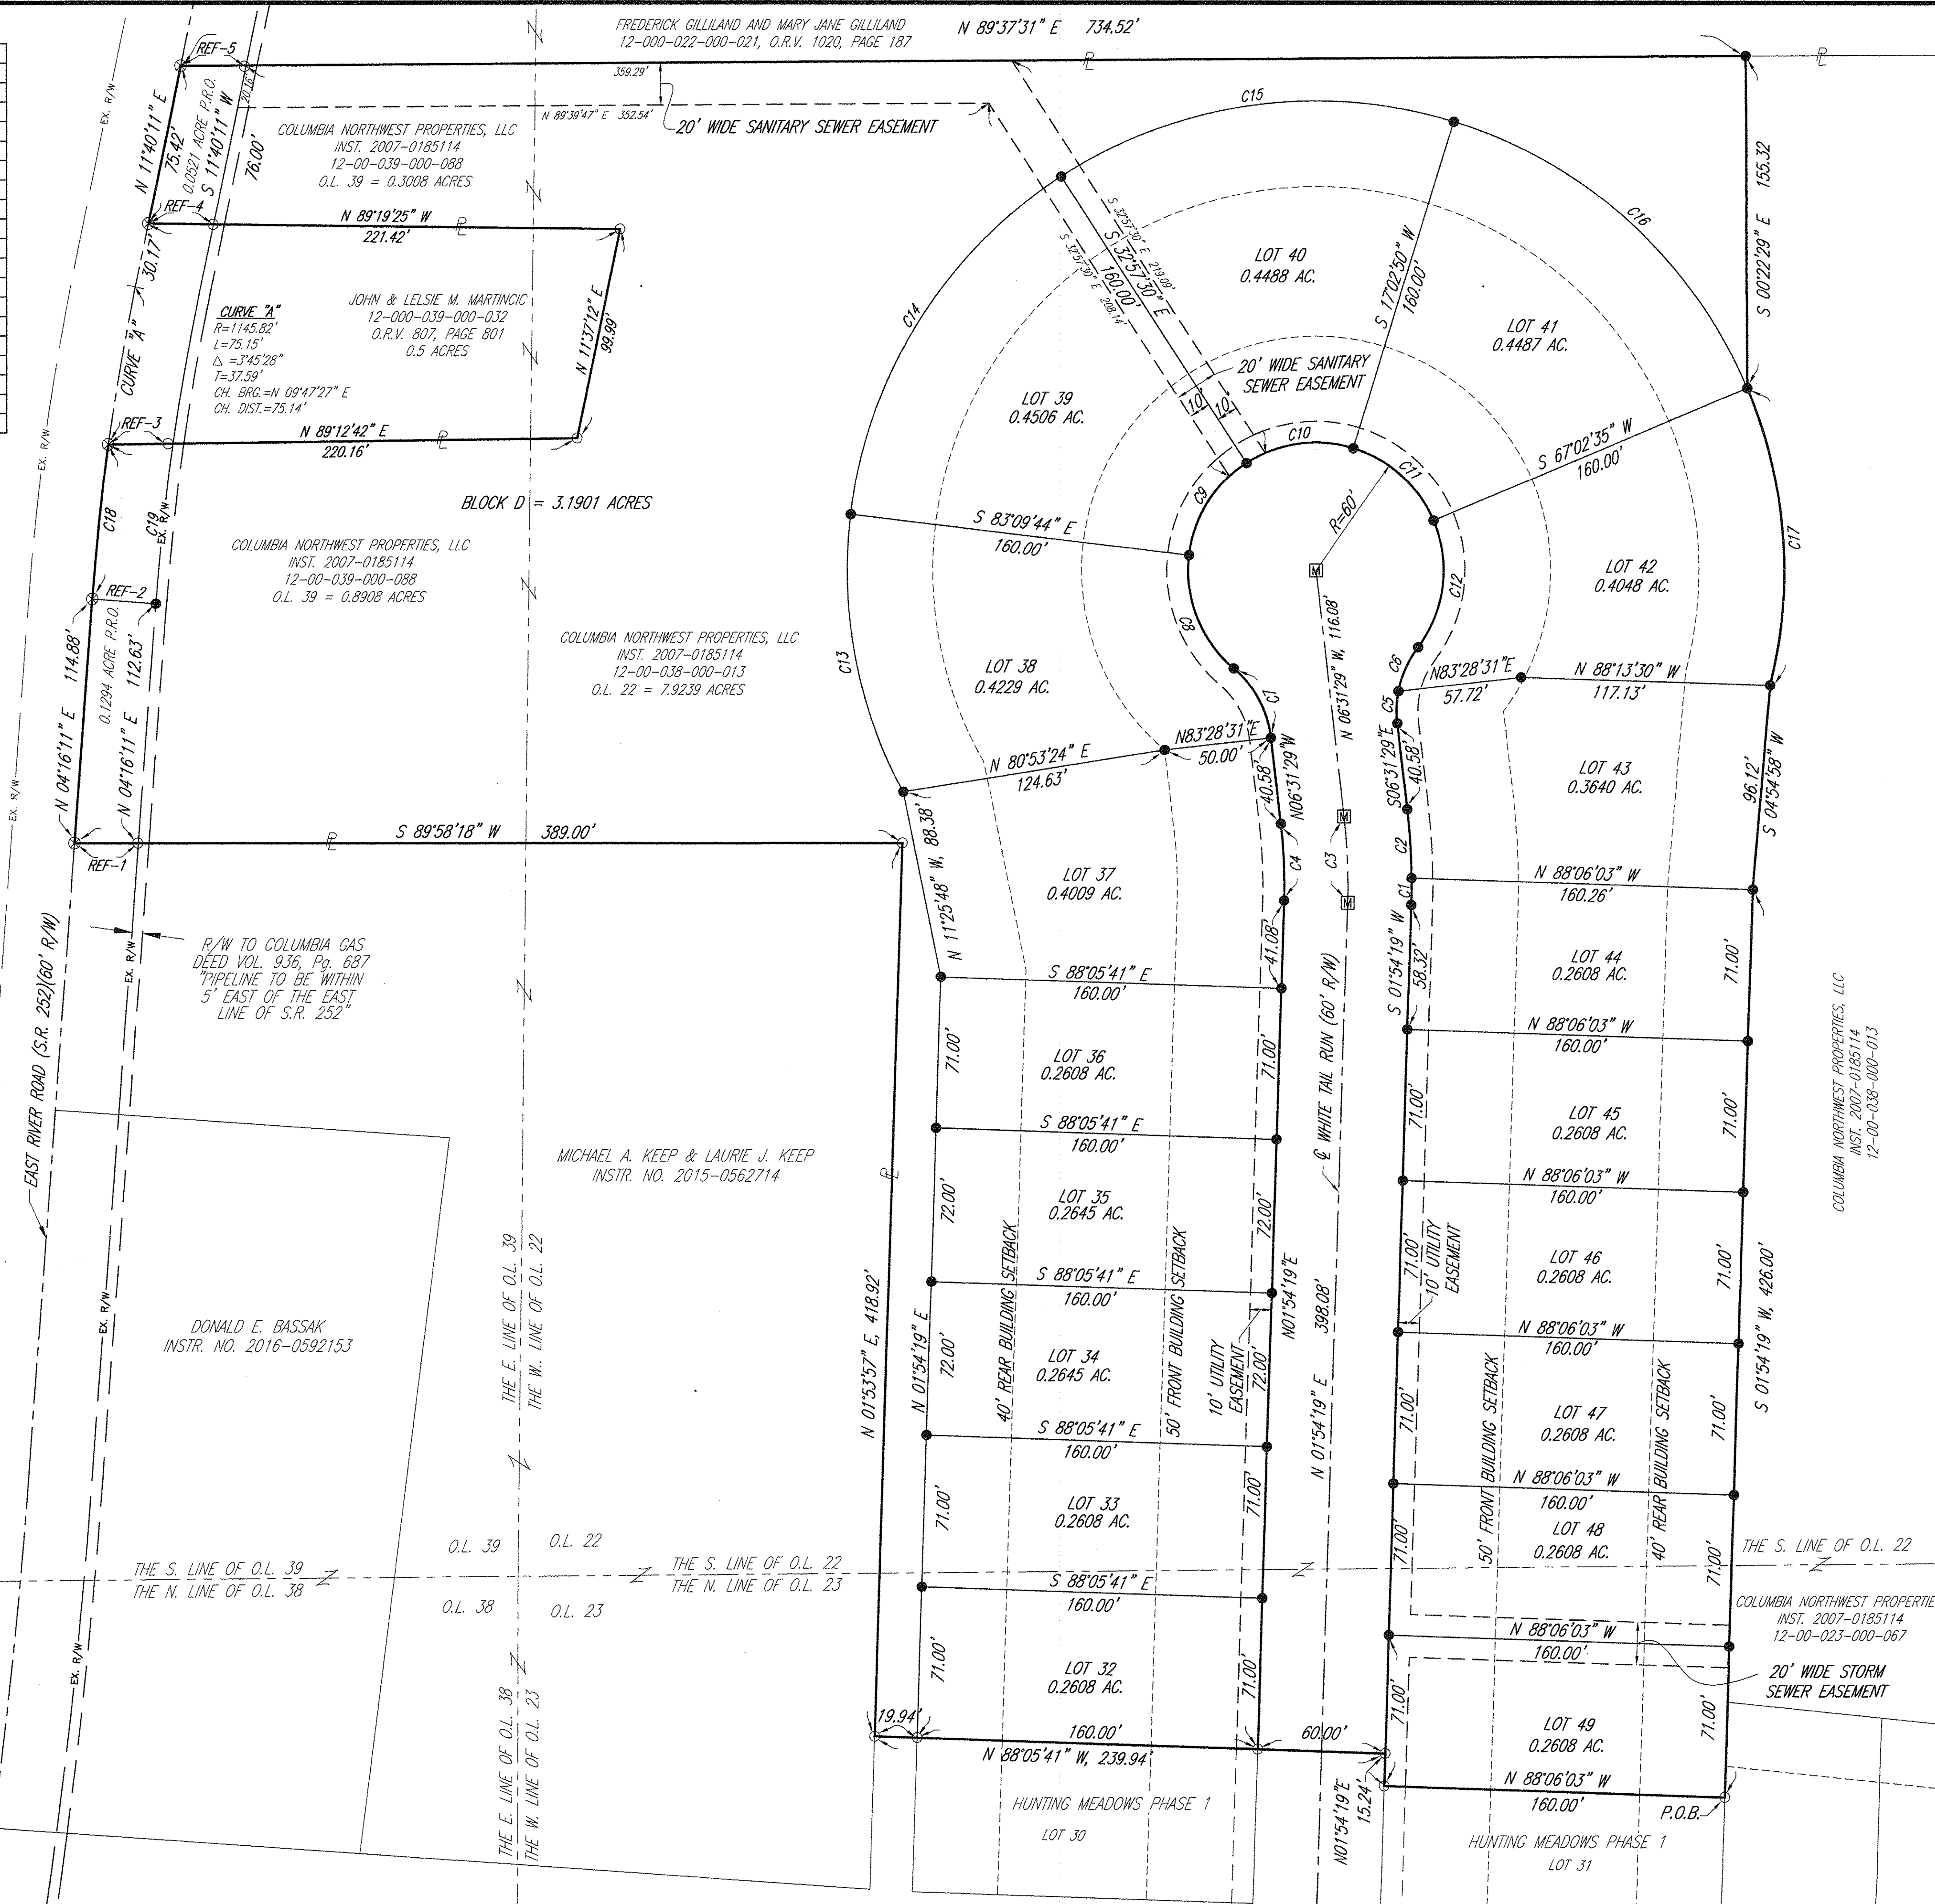 FREDERICK GILLILAND AND MARY JANE GILLILAND
12-000-022-000-021, O.R.V. 1020, PAGE 187
N 89°37'31" E 734.52'
REF-5
359.29'
N 89°39'47" E 352.54'
20' WIDE SANITARY SEWER EASEMENT
EX. R/W
N 11°40'11" E
75.42'
0.0521 ACRE P.R.O.
S 11°40'11" W
20.16'
76.00'
COLUMBIA NORTHWEST PROPERTIES, LLC
INST. 2007-0185114
12-00-039-000-088
O.L. 39 = 0.3008 ACRES
REF-4
N 89°19'25" W
221.42'
30.17'
CURVE "A"
CURVE "A"
R=1145.82'
L=75.15'
△ =3°45'28"
T=37.59'
CH. BRG.=N 09°47'27" E
CH. DIST.=75.14'
JOHN & LELSIE M. MARTINCIC
12-000-039-000-032
O.R.V. 807, PAGE 801
0.5 ACRES
N 11°37'12" E
99.99'
REF-3
N 89°12'42" E
220.16'
EX. R/W
BLOCK D = 3.1901 ACRES
C18
C19
EX. R/W
COLUMBIA NORTHWEST PROPERTIES, LLC
INST. 2007-0185114
12-00-039-000-088
O.L. 39 = 0.8908 ACRES
REF-2
COLUMBIA NORTHWEST PROPERTIES, LLC
INST. 2007-0185114
12-00-038-000-013
O.L. 22 = 7.9239 ACRES
N 04°16'11" E 114.88'
0.1294 ACRE P.R.O.
N 04°16'11" E 112.63'
EX. R/W
S 89°58'18" W 389.00'
REF-1
C15
C14
C16
C17
C13
S 00°22'29" E 155.32
S 32°57'30" E 219.09'
S 32°57'30" E
160.00'
S 32°57'30" E 208.14'
LOT 40
0.4488 AC.
S 17°02'50" W
160.00'
LOT 41
0.4487 AC.
20' WIDE SANITARY
SEWER EASEMENT
10'
10'
LOT 39
0.4506 AC.
C10
C11
C9
S 67°02'35" W
160.00'
R=60'
S 83°09'44" E
160.00'
M
C12
C8
LOT 42
0.4048 AC.
N 06°31'29" W, 116.08'
LOT 38
0.4229 AC.
C7
C6
C5
N83°28'31"E
57.72'
N 88°13'30" W
117.13'
N 80°53'24" E
124.63'
N83°28'31"E
50.00'
40.58'
N06°31'29"W
S06°31'29"E
40.58'
LOT 43
0.3640 AC.
96.12'
S 04°54'58" W
M
C3
M
C4
C2
C1
N 88°06'03" W
160.26'
N 11°25'48" W, 88.38'
LOT 37
0.4009 AC.
41.08'
S 01°54'19" W
58.32'
S 88°05'41" E
160.00'
LOT 44
0.2608 AC.
71.00'
N 88°06'03" W
160.00'
EAST RIVER ROAD (S.R. 252)(60' R/W)
R/W TO COLUMBIA GAS
DEED VOL. 936, Pg. 687
"PIPELINE TO BE WITHIN
5' EAST OF THE EAST
LINE OF S.R. 252"
EX. R/W
℄ WHITE TAIL RUN (60' R/W)
COLUMBIA NORTHWEST PROPERTIES, LLC
INST. 2007-0185114
12-00-038-000-013
71.00'
LOT 36
0.2608 AC.
71.00'
S 88°05'41" E
160.00'
71.00'
LOT 45
0.2608 AC.
71.00'
N 88°06'03" W
160.00'
MICHAEL A. KEEP & LAURIE J. KEEP
INSTR. NO. 2015-0562714
72.00'
LOT 35
0.2645 AC.
72.00'
S 88°05'41" E
160.00'
71.00'
10' UTILITY
EASEMENT
LOT 46
0.2608 AC.
71.00'
N 88°06'03" W
160.00'
THE E. LINE OF O.L. 39
THE W. LINE OF O.L. 22
EX. R/W
DONALD E. BASSAK
INSTR. NO. 2016-0592153
N 01°53'57" E, 418.92'
N 01°54'19" E
72.00'
40' REAR BUILDING SETBACK
LOT 34
0.2645 AC.
50' FRONT BUILDING SETBACK
10' UTILITY
EASEMENT
72.00'
N01°54'19"E
N 01°54'19" E 398.08'
S 88°05'41" E
160.00'
71.00'
50' FRONT BUILDING SETBACK
LOT 47
0.2608 AC.
40' REAR BUILDING SETBACK
71.00'
S 01°54'19" W, 426.00'
N 88°06'03" W
160.00'
71.00'
LOT 33
0.2608 AC.
71.00'
71.00'
LOT 48
0.2608 AC.
71.00'
O.L. 39
O.L. 22
THE S. LINE OF O.L. 39
THE N. LINE OF O.L. 38
THE S. LINE OF O.L. 22
THE N. LINE OF O.L. 23
THE S. LINE OF O.L. 22
O.L. 38
O.L. 23
S 88°05'41" E
160.00'
COLUMBIA NORTHWEST PROPERTIE
INST. 2007-0185114
12-00-023-000-067
N 88°06'03" W
160.00'
20' WIDE STORM
SEWER EASEMENT
EX. R/W
THE E. LINE OF O.L. 38
THE W. LINE OF O.L. 23
71.00'
LOT 32
0.2608 AC.
71.00'
71.00'
LOT 49
0.2608 AC.
71.00'
19.94'
160.00'
60.00'
N 88°05'41" W, 239.94'
N01°54'19"E
15.24'
N 88°06'03" W
160.00'
P.O.B.
HUNTING MEADOWS PHASE 1
LOT 30
HUNTING MEADOWS PHASE 1
LOT 31